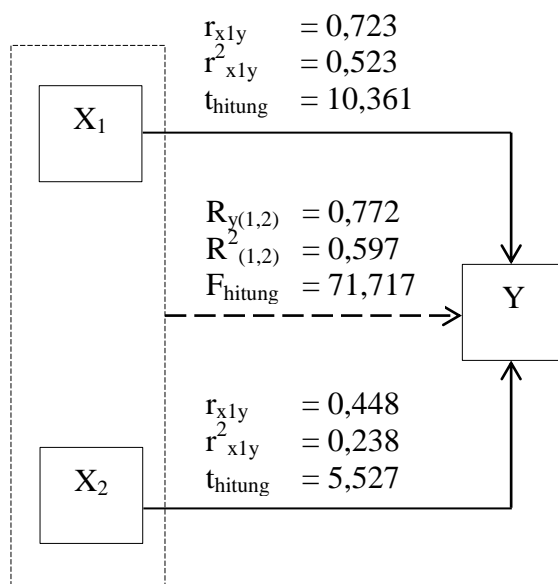 r_x1y = 0,723
r²_x1y = 0,523
t_hitung = 10,361
X₁
R_y(1,2) = 0,772
R²_(1,2) = 0,597
F_hitung = 71,717
Y
r_x1y = 0,448
r²_x1y = 0,238
t_hitung = 5,527
X₂